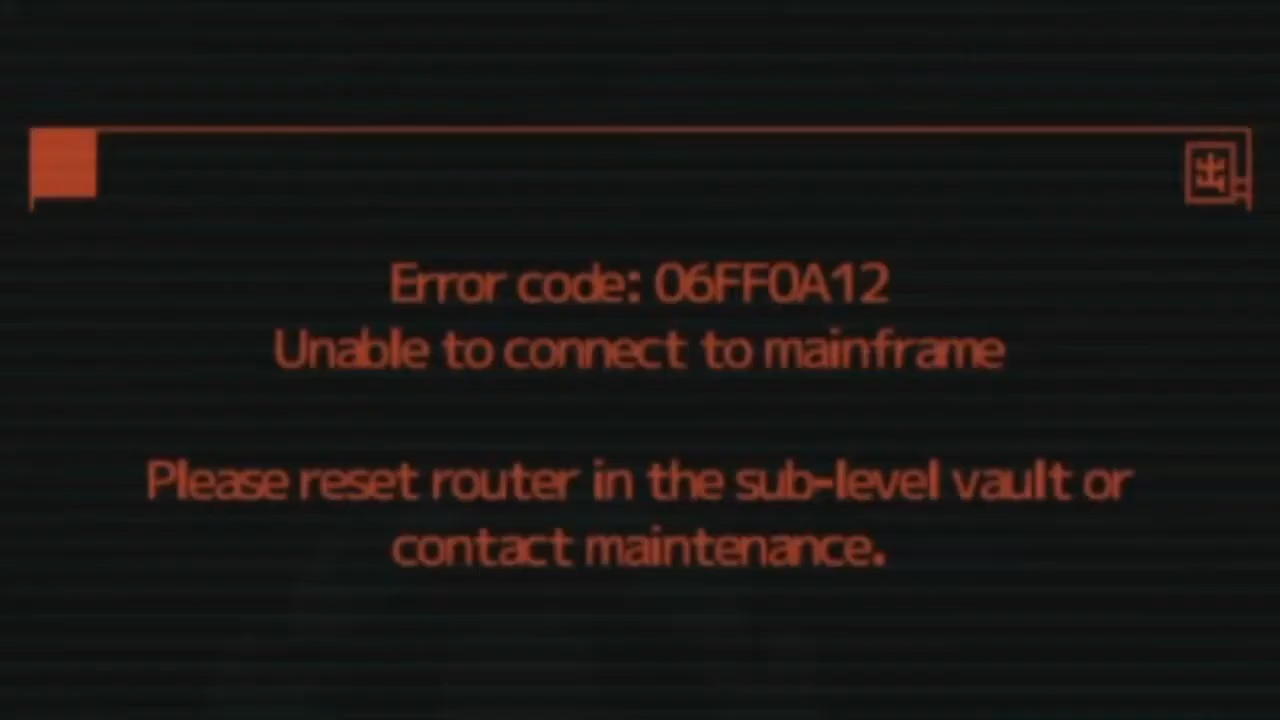 Error code: 06FF0A12
Unable to connect to mainframe
Please reset router in the sub-level vault or
contact maintenance.